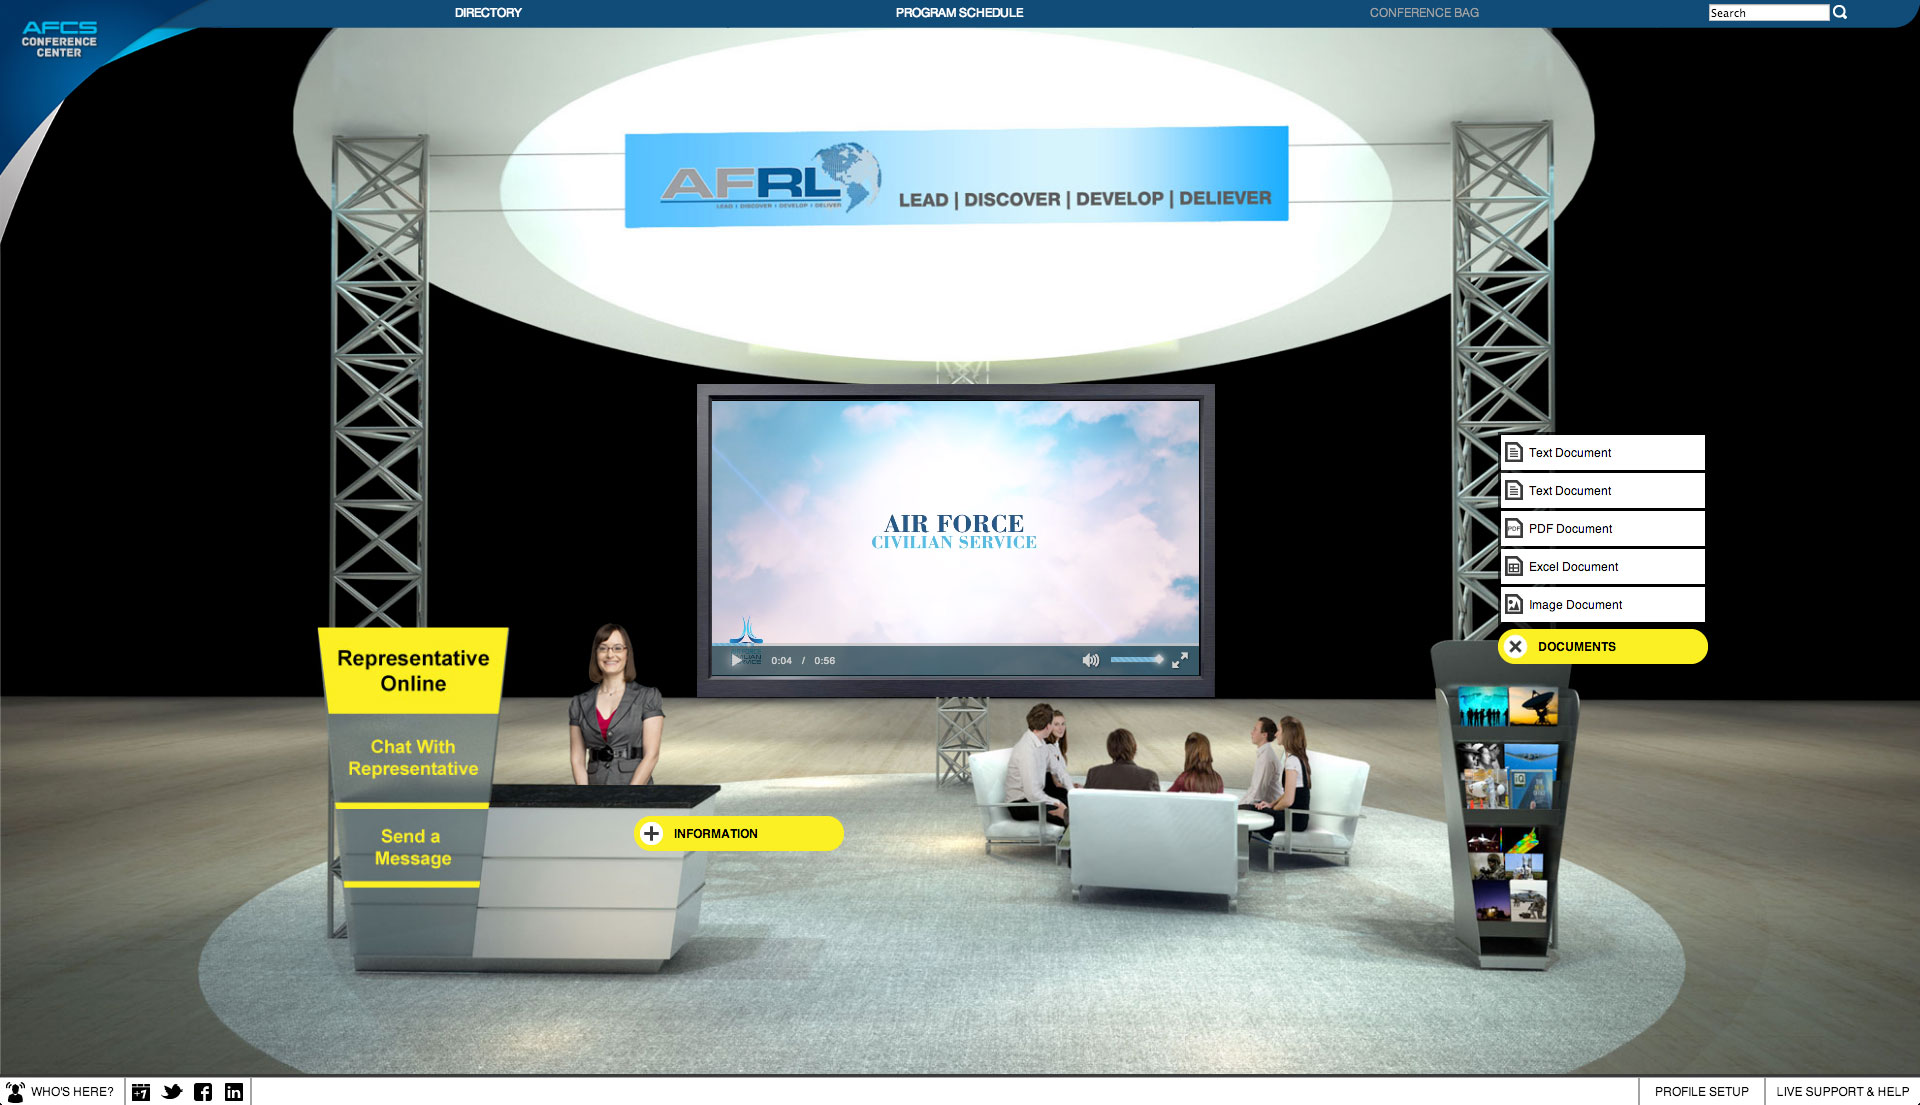 AFCS
CONFERENCE
CENTER
DIRECTORY
PROGRAM SCHEDULE
CONFERENCE BAG
Search
AFRL
LEAD | DISCOVER | DEVELOP | DELIVER
LEAD | DISCOVER | DEVELOP | DELIEVER
AIR FORCE
CIVILIAN SERVICE
0:04 / 0:56
Text Document
Text Document
PDF
PDF Document
Excel Document
Image Document
DOCUMENTS
Representative
Online
Chat With
Representative
Send a
Message
INFORMATION
WHO'S HERE?
+1
PROFILE SETUP
LIVE SUPPORT & HELP